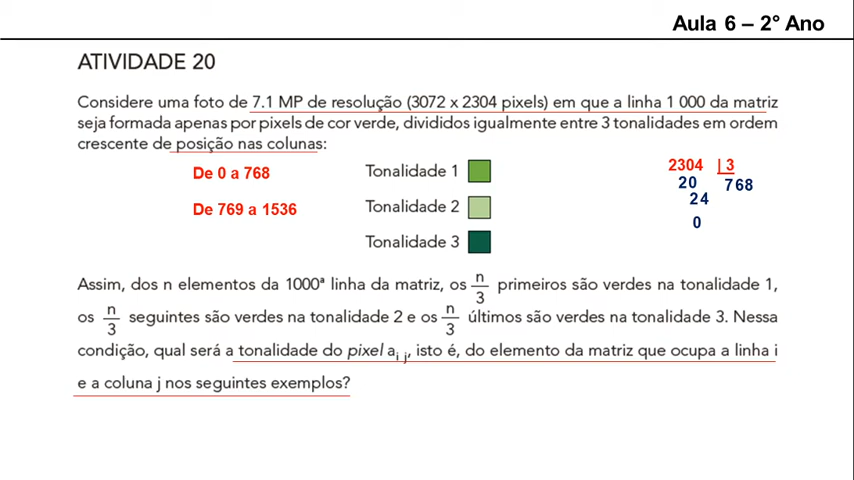 Aula 6 – 2° Ano
ATIVIDADE 20
Considere uma foto de 7.1 MP de resolução (3072 x 2304 pixels) em que a linha 1 000 da matriz
seja formada apenas por pixels de cor verde, divididos igualmente entre 3 tonalidades em ordem
crescente de posição nas colunas:
De 0 a 768
Tonalidade 1
2304 | 3
20 768
24
0
De 769 a 1536
Tonalidade 2
Tonalidade 3
Assim, dos n elementos da 1000ª linha da matriz, os n/3 primeiros são verdes na tonalidade 1,
os n/3 seguintes são verdes na tonalidade 2 e os n/3 últimos são verdes na tonalidade 3. Nessa
condição, qual será a tonalidade do pixel a i j, isto é, do elemento da matriz que ocupa a linha i
e a coluna j nos seguintes exemplos?